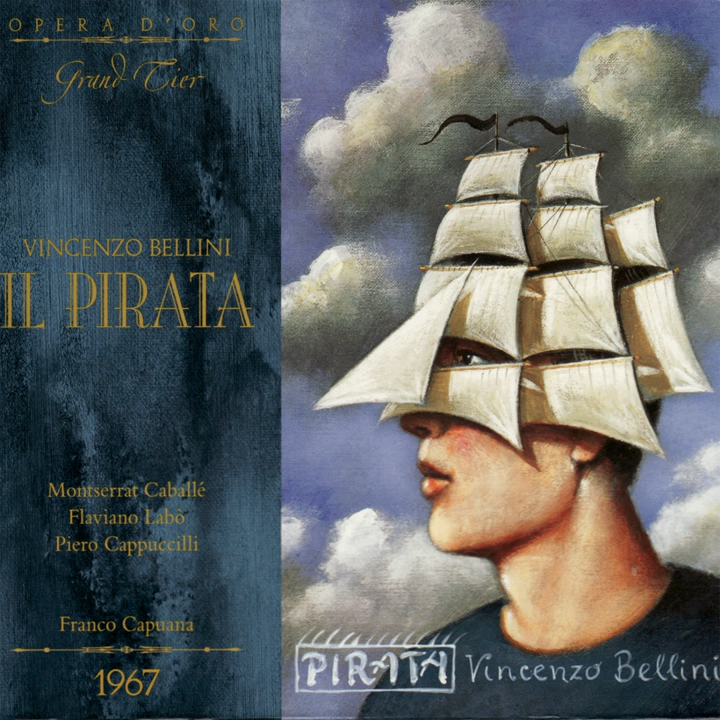 OPERA D'ORO
Grand Tier
VINCENZO BELLINI
IL PIRATA
Montserrat Caballé
Flaviano Labò
Piero Cappuccilli
Franco Capuana
1967
PIRATA Vincenzo Bellini